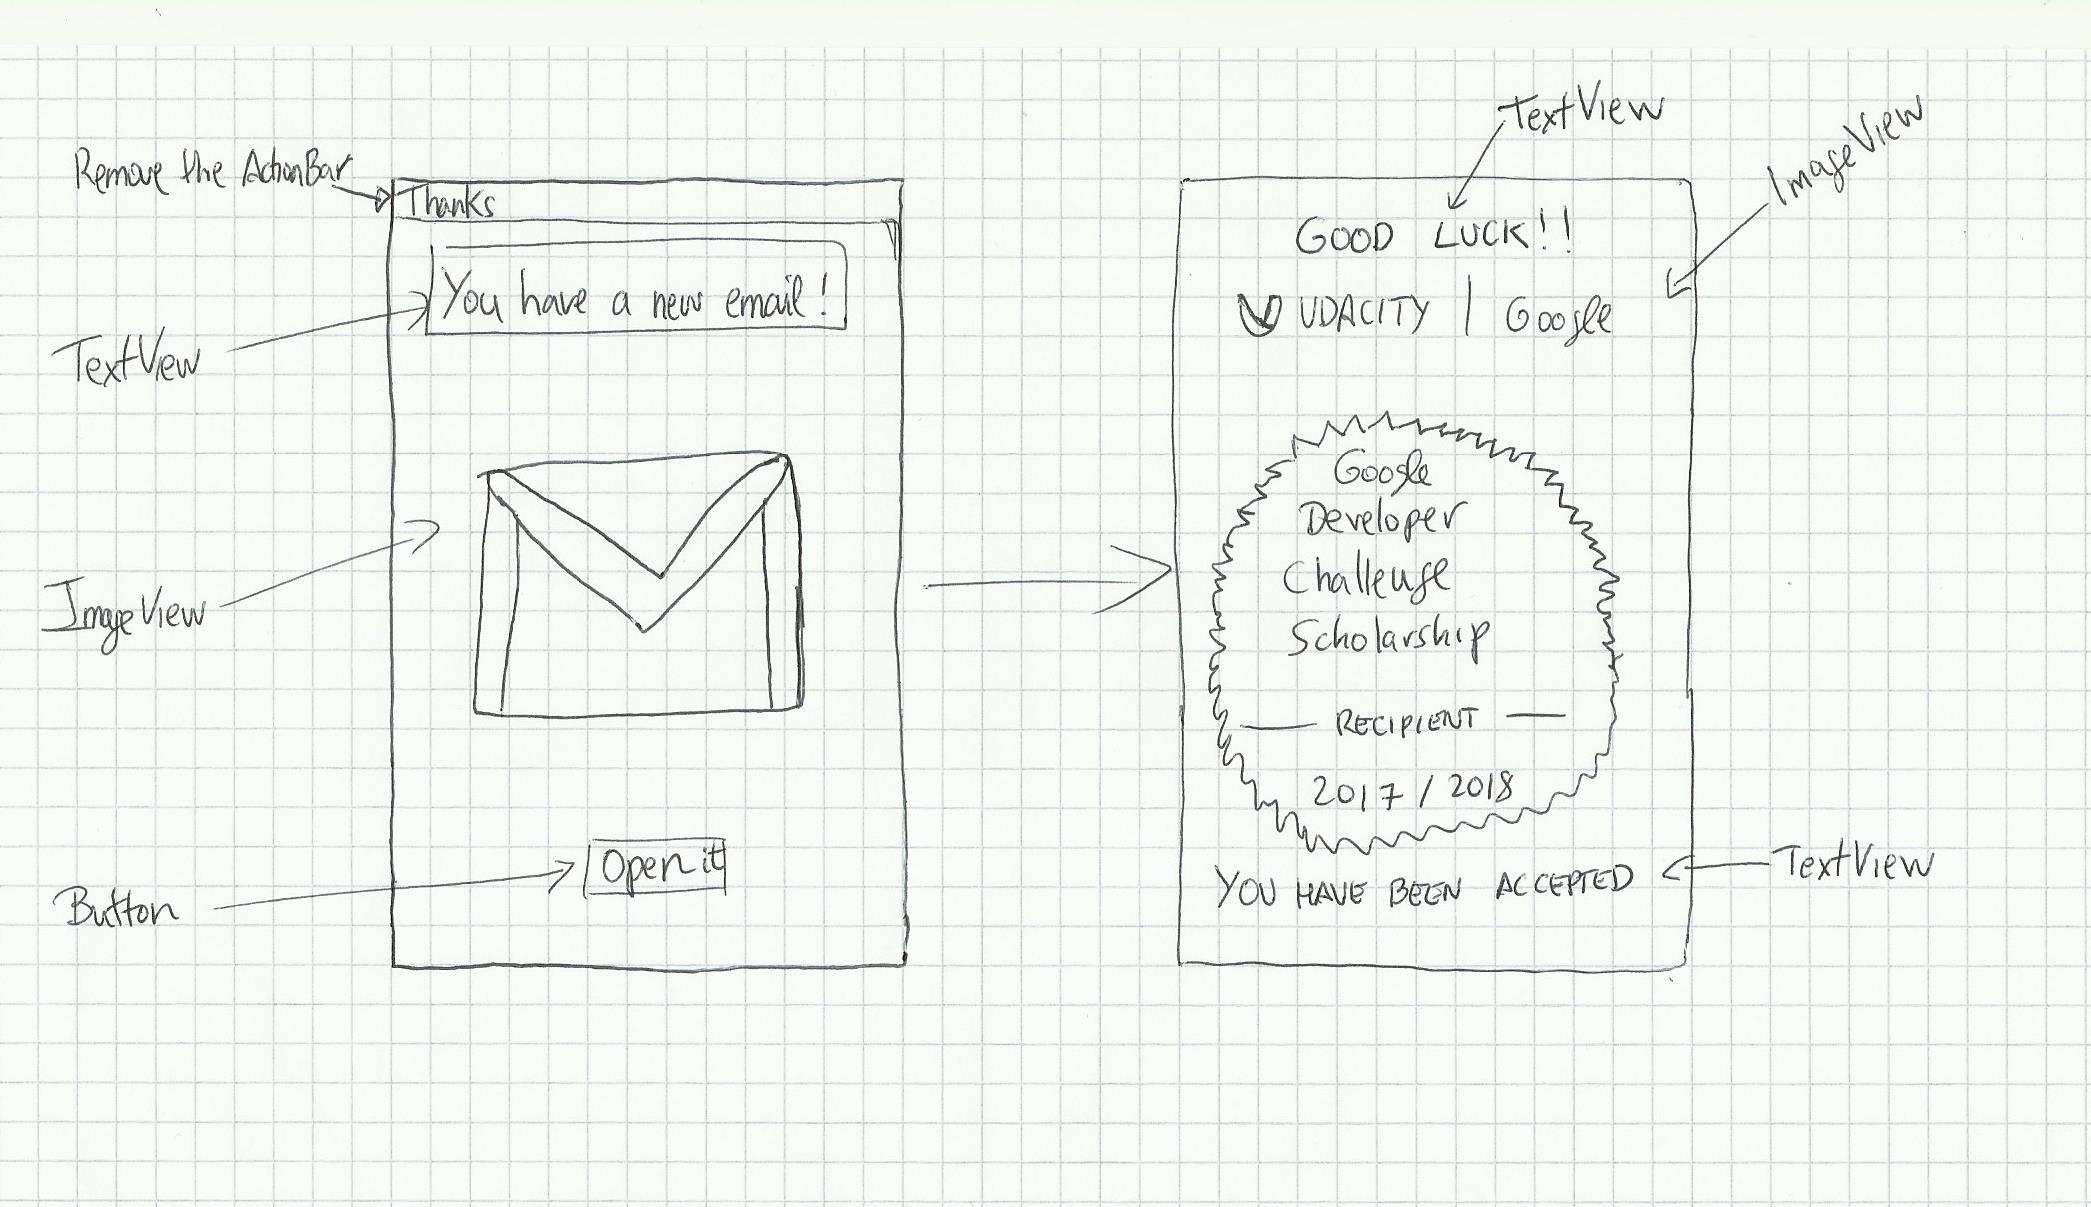 Remove the ActionBar
Thanks
You have a new email!
TextView
ImageView
Open it
Button
TextView
ImageView
GOOD LUCK!!
UDACITY | Google
Google
Developer
Challenge
Scholarship
— RECIPIENT —
2017 / 2018
YOU HAVE BEEN ACCEPTED
TextView